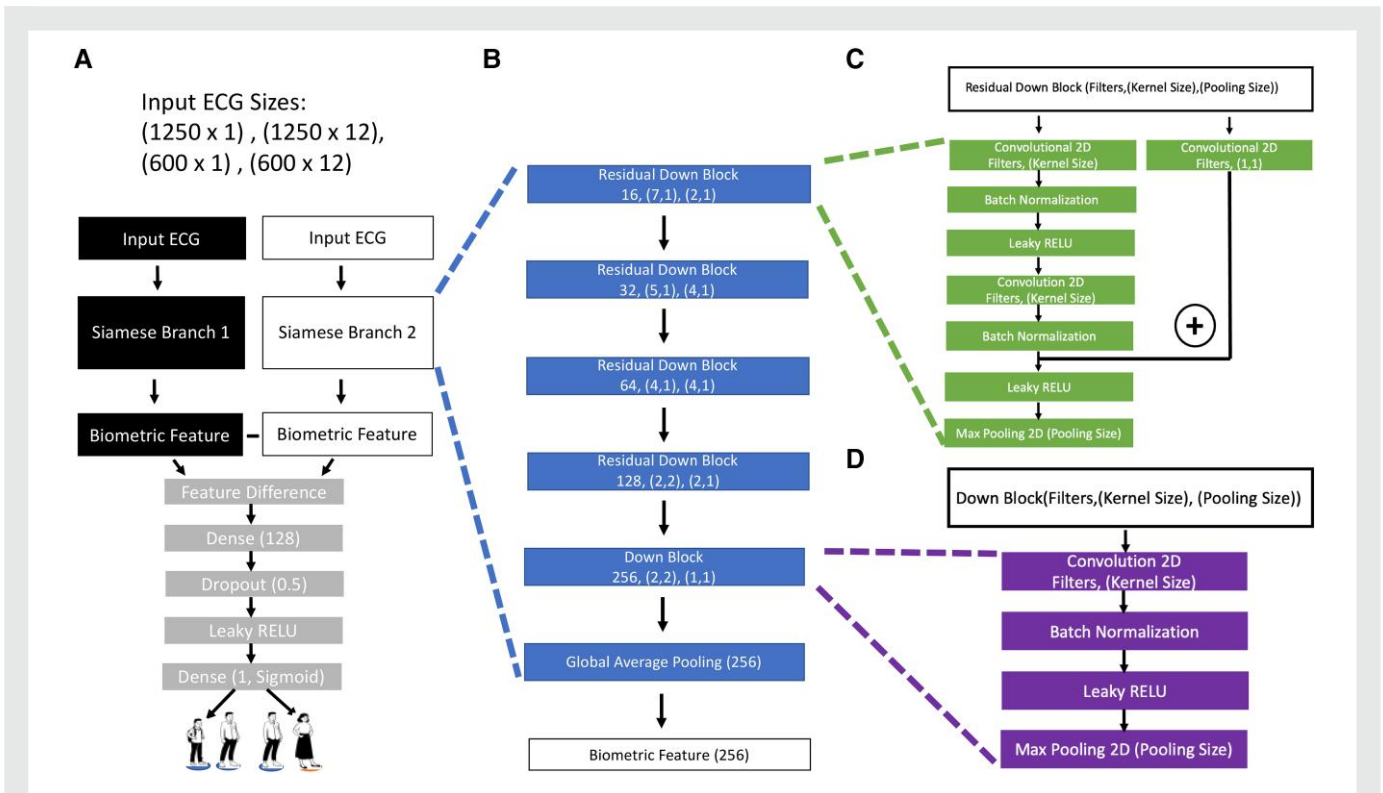 A
Input ECG Sizes:
(1250 x 1) , (1250 x 12),
(600 x 1) , (600 x 12)
Input ECG
Input ECG
Siamese Branch 1
Siamese Branch 2
Biometric Feature
Biometric Feature
Feature Difference
Dense (128)
Dropout (0.5)
Leaky RELU
Dense (1, Sigmoid)
B
Residual Down Block
16, (7,1), (2,1)
Residual Down Block
32, (5,1), (4,1)
Residual Down Block
64, (4,1), (4,1)
Residual Down Block
128, (2,2), (2,1)
Down Block
256, (2,2), (1,1)
Global Average Pooling (256)
Biometric Feature (256)
C
Residual Down Block (Filters,(Kernel Size),(Pooling Size))
Convolutional 2D
Filters, (Kernel Size)
Convolutional 2D
Filters, (1,1)
Batch Normalization
Leaky RELU
Convolution 2D
Filters, (Kernel Size)
Batch Normalization
+
Leaky RELU
Max Pooling 2D (Pooling Size)
D
Down Block(Filters,(Kernel Size), (Pooling Size))
Convolution 2D
Filters, (Kernel Size)
Batch Normalization
Leaky RELU
Max Pooling 2D (Pooling Size)